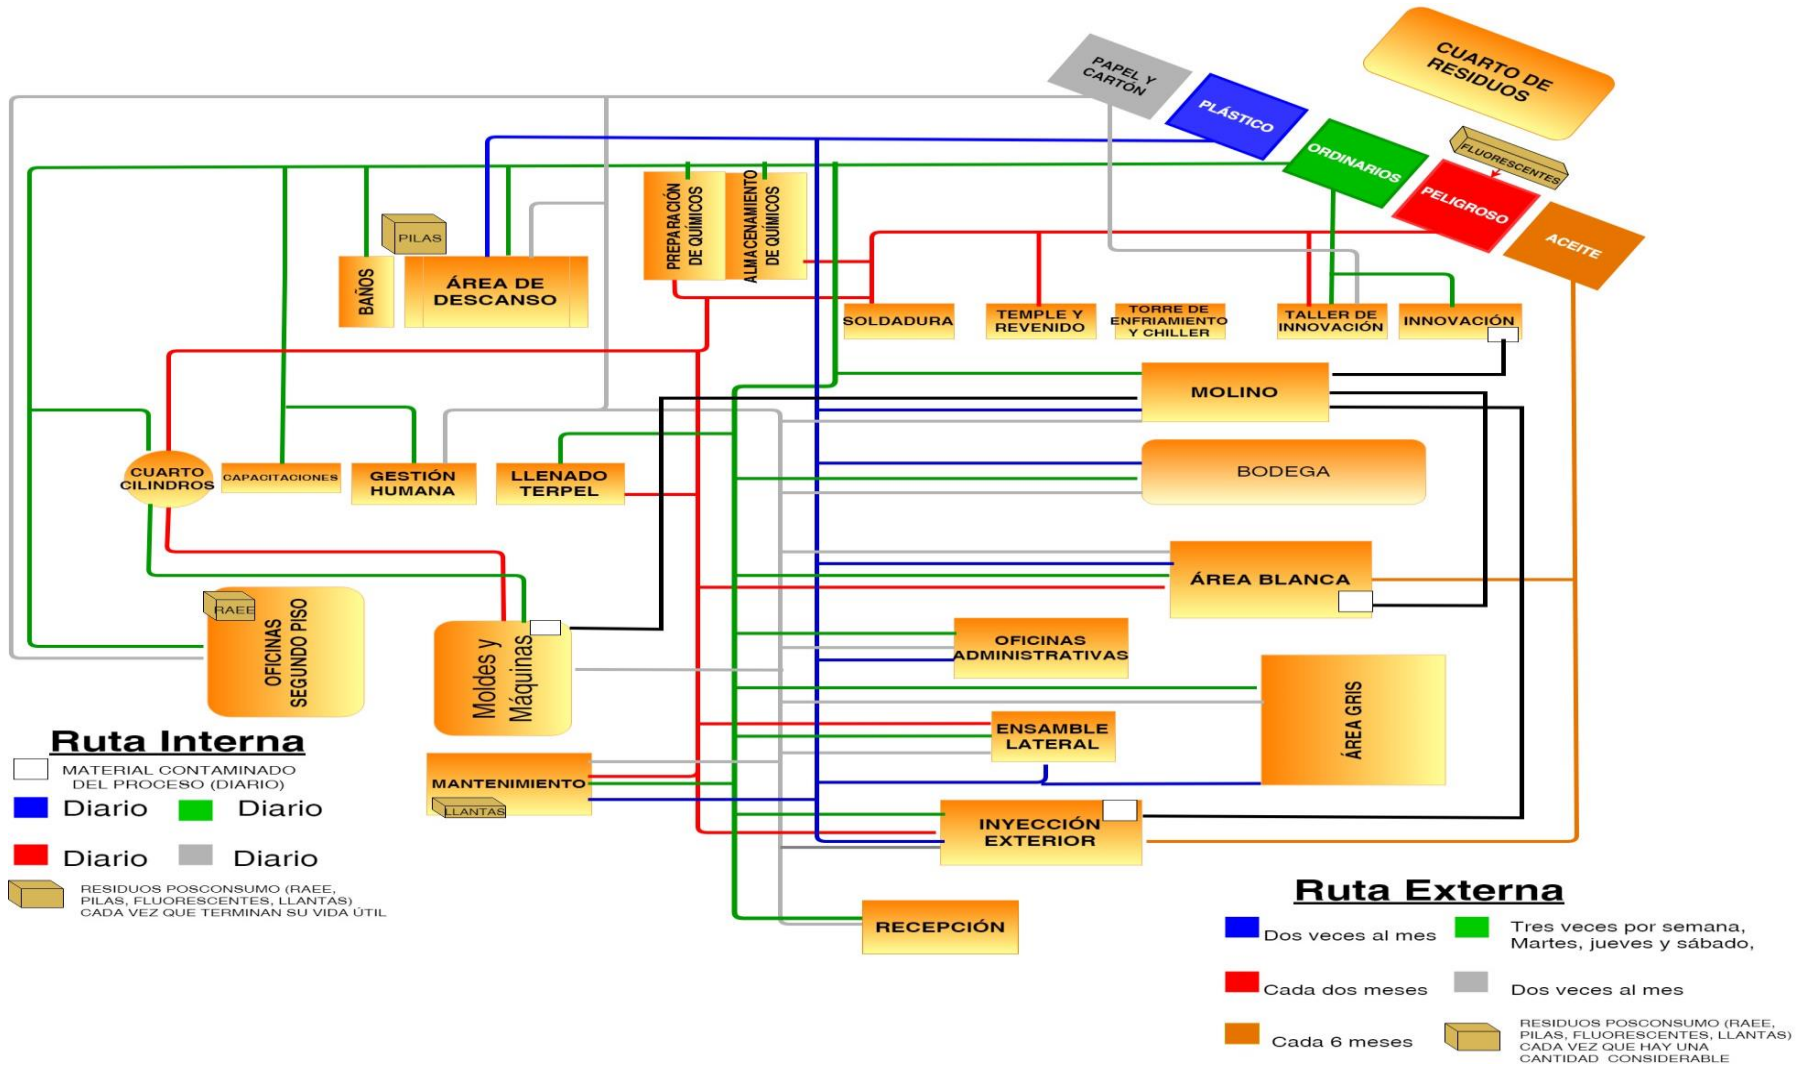 PAPEL Y
CARTÓN
PLÁSTICO
ORDINARIOS
PELIGROSO
ACEITE
CUARTO DE
RESIDUOS
FLUORESCENTES
PILAS
BAÑOS
ÁREA DE
DESCANSO
PREPARACIÓN
DE QUÍMICOS
ALMACENAMIENTO
DE QUÍMICOS
SOLDADURA
TEMPLE Y
REVENIDO
TORRE DE
ENFRIAMIENTO
Y CHILLER
TALLER DE
INNOVACIÓN
INNOVACIÓN
MOLINO
BODEGA
CUARTO
CILINDROS
CAPACITACIONES
GESTIÓN
HUMANA
LLENADO
TERPEL
ÁREA BLANCA
RAEE
OFICINAS
SEGUNDO PISO
Moldes y
Máquinas
OFICINAS
ADMINISTRATIVAS
ÁREA GRIS
ENSAMBLE
LATERAL
MANTENIMIENTO
LLANTAS
INYECCIÓN
EXTERIOR
RECEPCIÓN
Ruta Interna
MATERIAL CONTAMINADO
DEL PROCESO (DIARIO)
Diario
Diario
Diario
Diario
RESIDUOS POSCONSUMO (RAEE,
PILAS, FLUORESCENTES, LLANTAS)
CADA VEZ QUE TERMINAN SU VIDA ÚTIL
Ruta Externa
Dos veces al mes
Tres veces por semana,
Martes, jueves y sábado,
Cada dos meses
Dos veces al mes
Cada 6 meses
RESIDUOS POSCONSUMO (RAEE,
PILAS, FLUORESCENTES, LLANTAS)
CADA VEZ QUE HAY UNA
CANTIDAD CONSIDERABLE